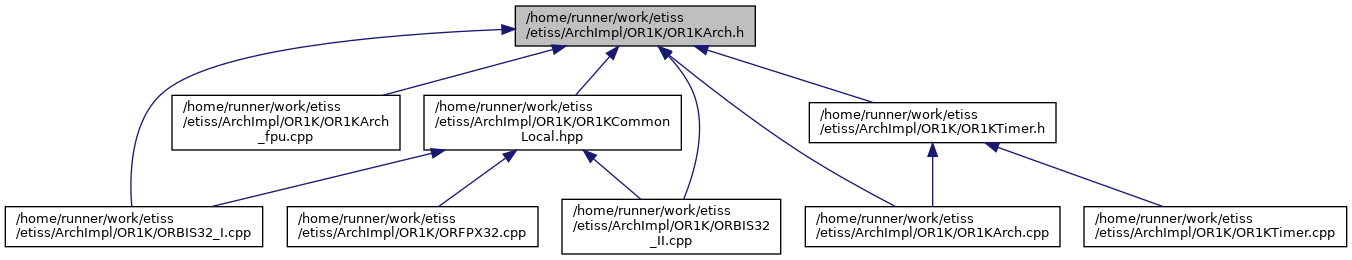 /home/runner/work/etiss
/etiss/ArchImpl/OR1K/OR1KArch.h
/home/runner/work/etiss
/etiss/ArchImpl/OR1K/OR1KArch
_fpu.cpp
/home/runner/work/etiss
/etiss/ArchImpl/OR1K/OR1KCommon
Local.hpp
/home/runner/work/etiss
/etiss/ArchImpl/OR1K/OR1KTimer.h
/home/runner/work/etiss
/etiss/ArchImpl/OR1K/ORBIS32_I.cpp
/home/runner/work/etiss
/etiss/ArchImpl/OR1K/ORFPX32.cpp
/home/runner/work/etiss
/etiss/ArchImpl/OR1K/ORBIS32
_II.cpp
/home/runner/work/etiss
/etiss/ArchImpl/OR1K/OR1KArch.cpp
/home/runner/work/etiss
/etiss/ArchImpl/OR1K/OR1KTimer.cpp